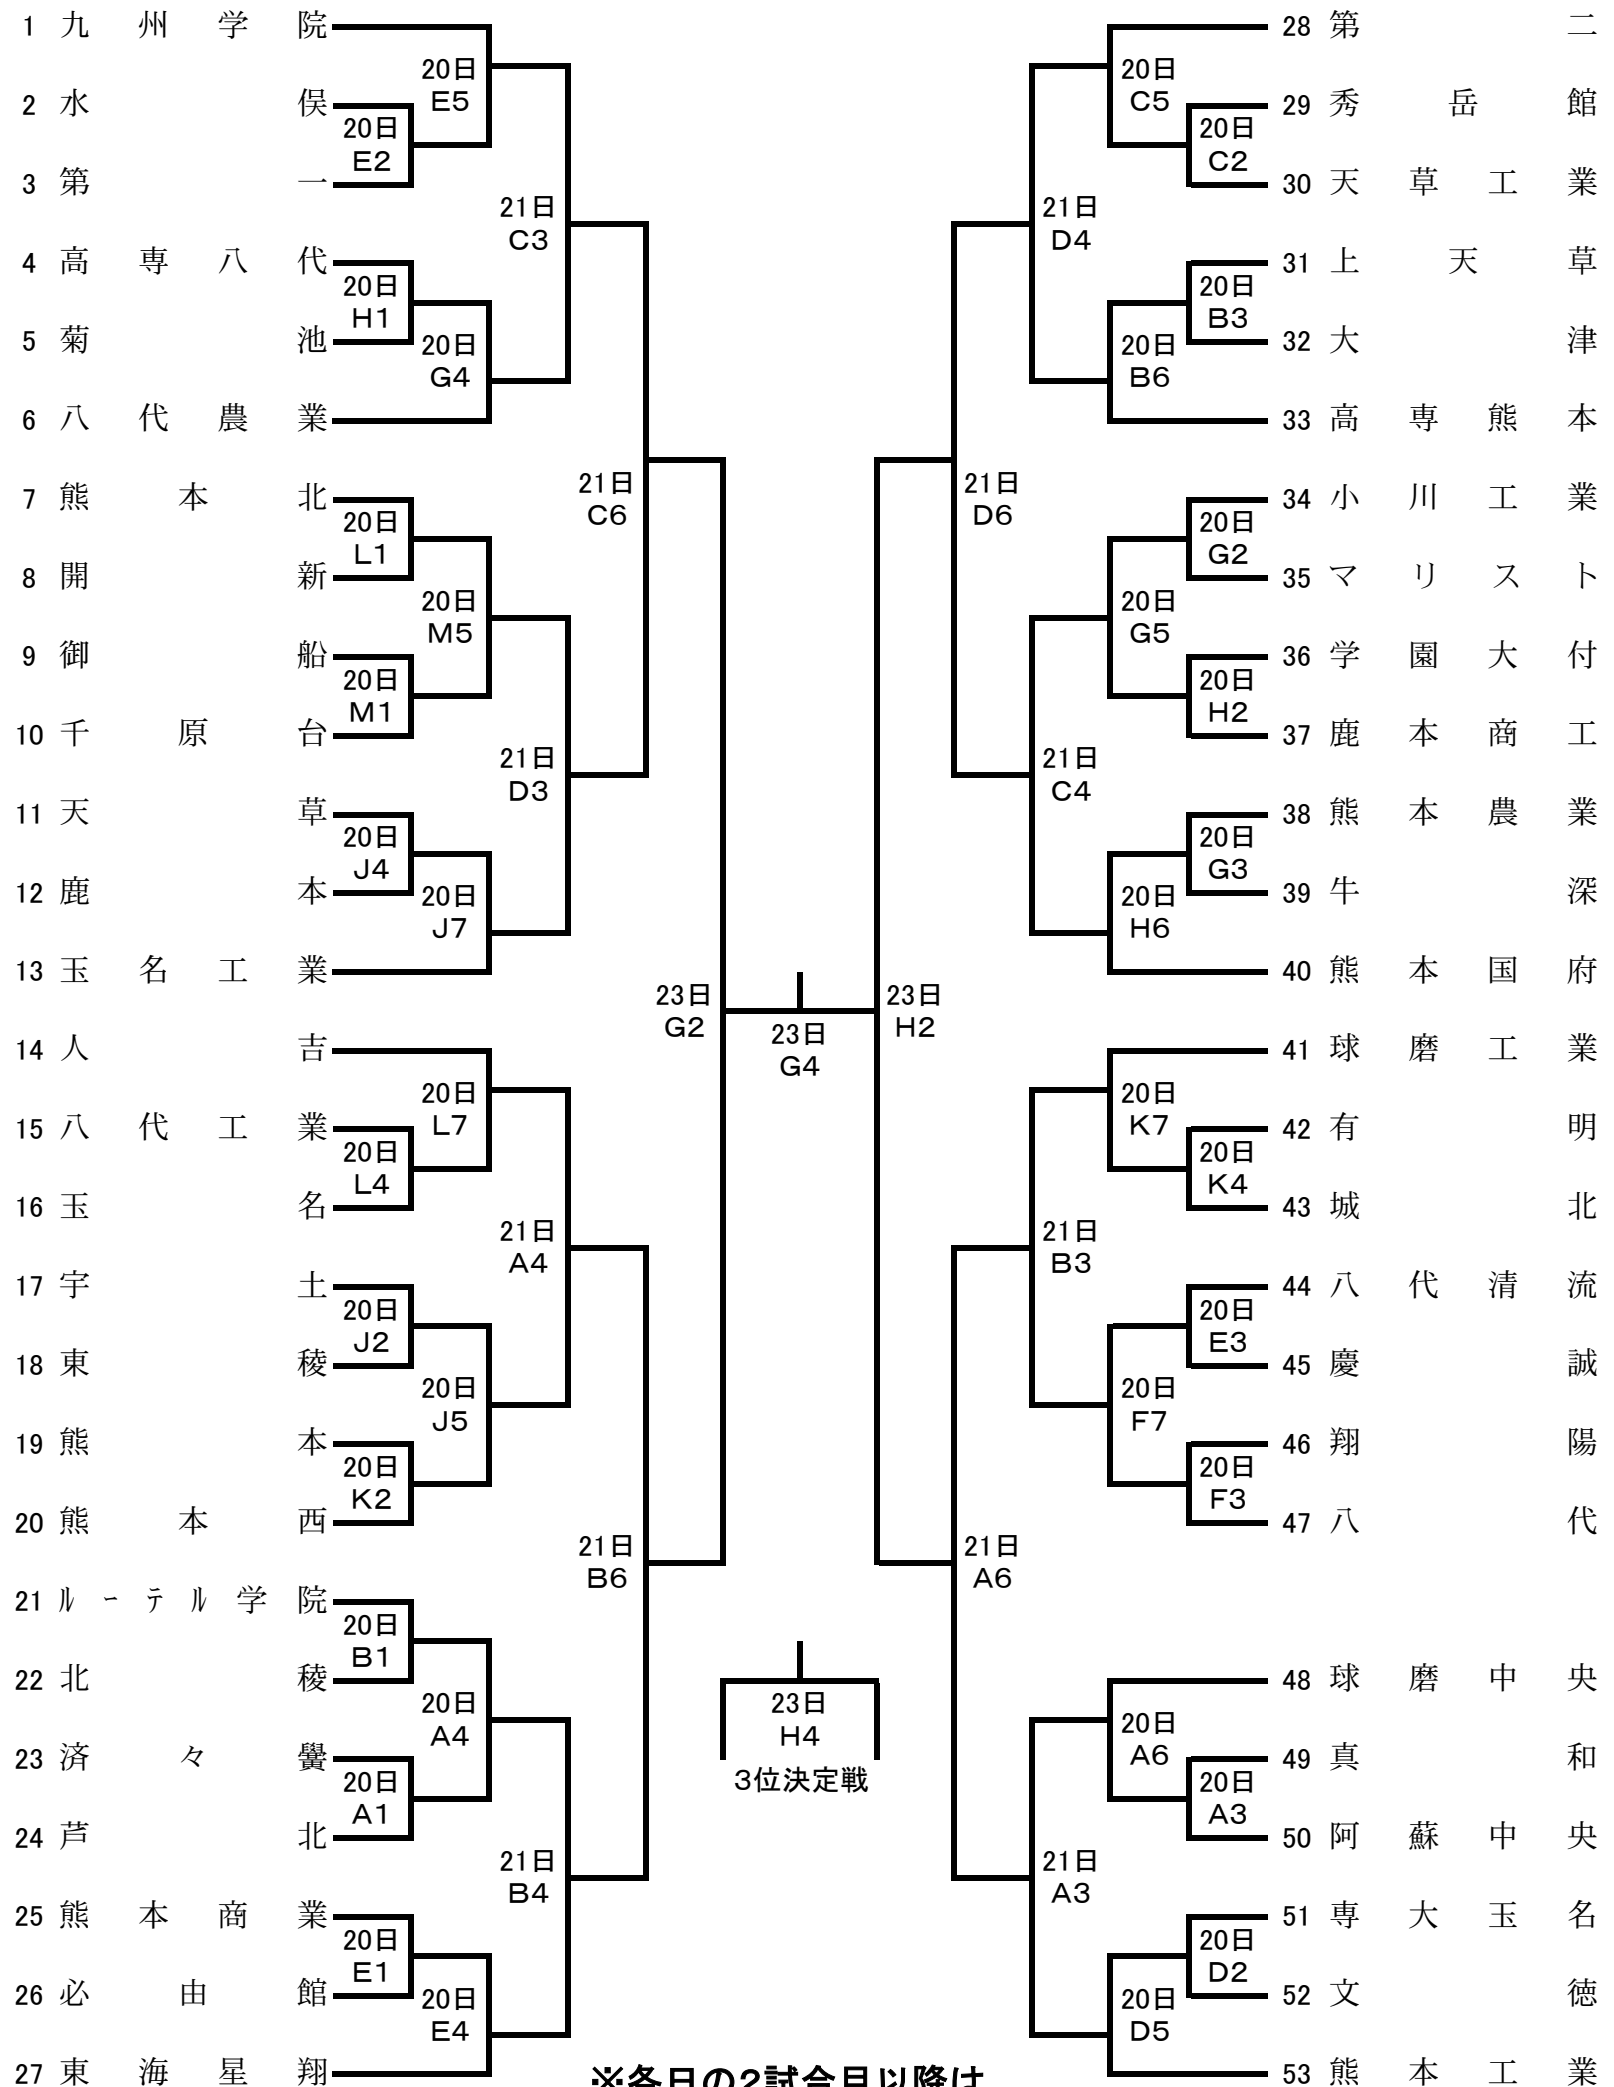 1 九州学院
20日
E5
2 水俣
20日
E2
3 第一
21日
C3
4 高専八代
20日
H1
5 菊池
20日
G4
6 八代農業
21日
C6
7 熊本北
20日
L1
8 開新
20日
M5
9 御船
20日
M1
10 千原台
21日
D3
11 天草
20日
J4
12 鹿本
20日
J7
13 玉名工業
23日
G2
14 人吉
20日
L7
15 八代工業
20日
L4
16 玉名
21日
A4
17 宇土
20日
J2
18 東稜
20日
J5
19 熊本
20日
K2
20 熊本西
21日
B6
21 ルーテル学院
20日
B1
22 北稜
20日
A4
23 済々黌
20日
A1
24 芦北
21日
B4
25 熊本商業
20日
E1
26 必由館
20日
E4
27 東海星翔
23日
G4
23日
H4
3位決定戦
28 第二
20日
C5
29 秀岳館
20日
C2
30 天草工業
21日
D4
31 上天草
20日
B3
32 大津
20日
B6
33 高専熊本
21日
D6
34 小川工業
20日
G2
35 マリスト
20日
G5
36 学園大付
20日
H2
37 鹿本商工
21日
C4
38 熊本農業
20日
G3
39 牛深
20日
H6
40 熊本国府
23日
H2
41 球磨工業
20日
K7
42 有明
20日
K4
43 城北
21日
B3
44 八代清流
20日
E3
45 慶誠
20日
F7
46 翔陽
20日
F3
47 八代
21日
A6
48 球磨中央
20日
A6
49 真和
20日
A3
50 阿蘇中央
21日
A3
51 専大玉名
20日
D2
52 文徳
20日
D5
53 熊本工業
※各日の2試合目以降は